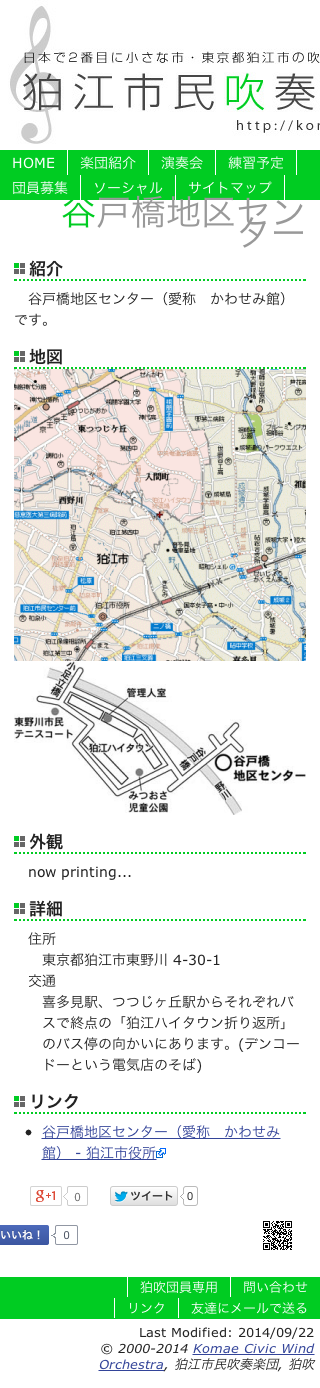 日本で２番目に小さな市・東京都狛江市の吹
狛江市民吹奏
http://kor
HOME
楽団紹介
演奏会
練習予定
団員募集
ソーシャル
サイトマップ
谷戸橋地区セン
ター
紹介
谷戸橋地区センター（愛称　かわせみ館）
です。
地図
東つつじケ丘
入間町
西野川
狛江市
狛江市役所
小足立橋
管理人室
東野川市民
テニスコート
狛江ハイタウン
谷戸橋
谷戸橋
地区センター
みつおさ
児童公園
野川
外観
now printing...
詳細
住所
東京都狛江市東野川 4-30-1
交通
喜多見駅、つつじヶ丘駅からそれぞれバ
スで終点の「狛江ハイタウン折り返所」
のバス停の向かいにあります。(デンコー
ドーという電気店のそば)
リンク
谷戸橋地区センター（愛称　かわせみ
館） - 狛江市役所
g+1
0
ツイート
0
いいね！
0
狛吹団員専用
問い合わせ
リンク
友達にメールで送る
Last Modified: 2014/09/22
© 2000-2014 Komae Civic Wind
Orchestra, 狛江市民吹奏楽団, 狛吹